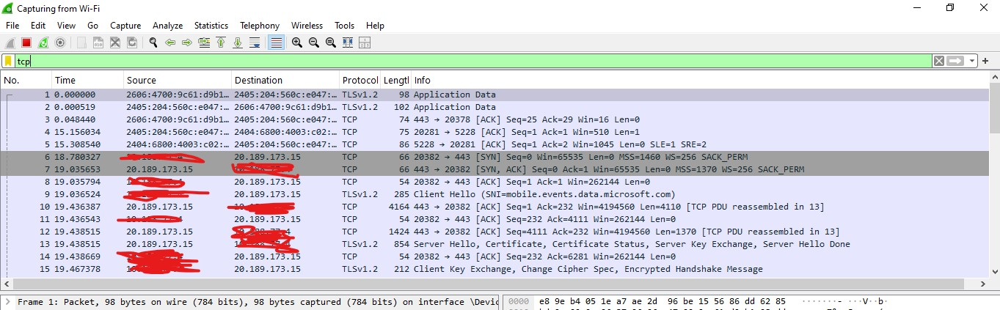 Capturing from Wi-Fi
File Edit View Go Capture Analyze Statistics Telephony Wireless Tools Help
tcp
No. Time Source Destination Protocol Lengtl Info
1 0.000000 2606:4700:9c61:d9b1… 2405:204:560c:e047:… TLSv1.2 98 Application Data
2 0.000519 2405:204:560c:e047:… 2606:4700:9c61:d9b1… TLSv1.2 102 Application Data
3 0.048440 2606:4700:9c61:d9b1… 2405:204:560c:e047:… TCP 74 443 → 20378 [ACK] Seq=25 Ack=29 Win=16 Len=0
4 15.156034 2405:204:560c:e047:… 2404:6800:4003:c02:… TCP 75 20281 → 5228 [ACK] Seq=1 Ack=1 Win=510 Len=1
5 15.308540 2404:6800:4003:c02:… 2405:204:560c:e047:… TCP 86 5228 → 20281 [ACK] Seq=1 Ack=2 Win=1045 Len=0 SLE=1 SRE=2
6 18.780327 20.189.173.15 TCP 66 20382 → 443 [SYN] Seq=0 Win=65535 Len=0 MSS=1460 WS=256 SACK_PERM
7 19.035653 20.189.173.15 TCP 66 443 → 20382 [SYN, ACK] Seq=0 Ack=1 Win=65535 Len=0 MSS=1370 WS=256 SACK_PERM
8 19.035794 20.189.173.15 TCP 54 20382 → 443 [ACK] Seq=1 Ack=1 Win=262144 Len=0
9 19.036524 20.189.173.15 TLSv1.2 285 Client Hello (SNI=mobile.events.data.microsoft.com)
10 19.436387 20.189.173.15 TCP 4164 443 → 20382 [ACK] Seq=1 Ack=232 Win=4194560 Len=4110 [TCP PDU reassembled in 13]
11 19.436543 20.189.173.15 TCP 54 20382 → 443 [ACK] Seq=232 Ack=4111 Win=262144 Len=0
12 19.438515 20.189.173.15 TCP 1424 443 → 20382 [ACK] Seq=4111 Ack=232 Win=4194560 Len=1370 [TCP PDU reassembled in 13]
13 19.438515 20.189.173.15 TLSv1.2 854 Server Hello, Certificate, Certificate Status, Server Key Exchange, Server Hello Done
14 19.438669 20.189.173.15 TCP 54 20382 → 443 [ACK] Seq=232 Ack=6281 Win=262144 Len=0
15 19.467378 20.189.173.15 TLSv1.2 212 Client Key Exchange, Change Cipher Spec, Encrypted Handshake Message
Frame 1: Packet, 98 bytes on wire (784 bits), 98 bytes captured (784 bits) on interface \Devic 0000 e8 9e b4 05 1e a7 ae 2d 96 be 15 56 86 dd 62 85 ·······- ···V··b·